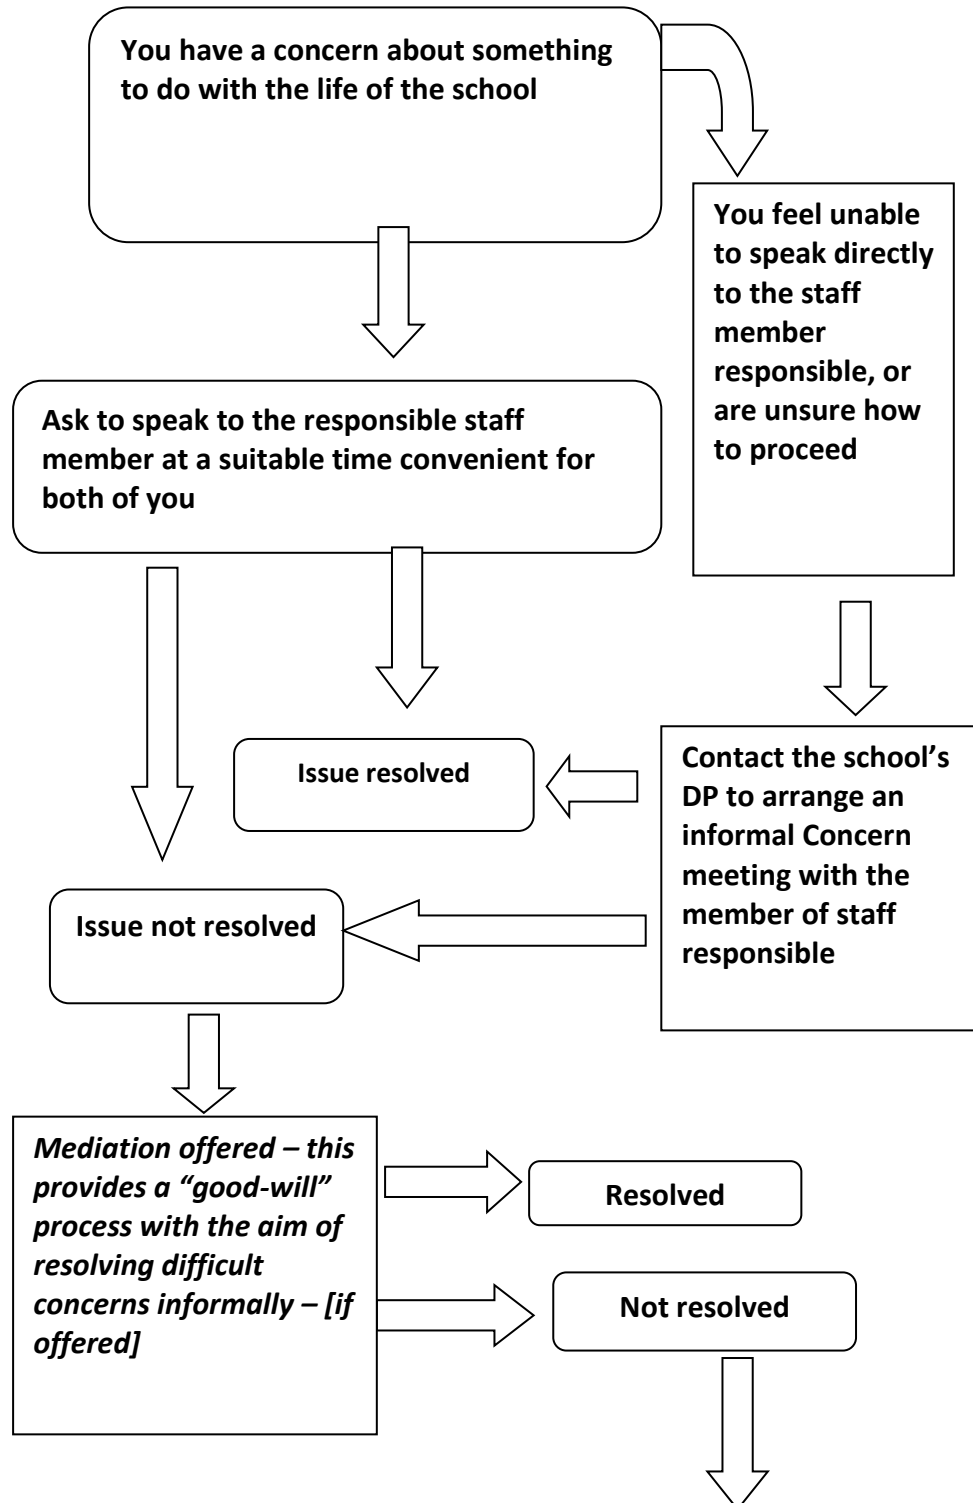 You have a concern about something
to do with the life of the school
You feel unable
to speak directly
to the staff
member
responsible, or
are unsure how
to proceed
Ask to speak to the responsible staff
member at a suitable time convenient for
both of you
Issue resolved
Contact the school’s
DP to arrange an
informal Concern
meeting with the
member of staff
responsible
Issue not resolved
Mediation offered – this
provides a “good-will”
process with the aim of
resolving difficult
concerns informally – [if
offered]
Resolved
Not resolved